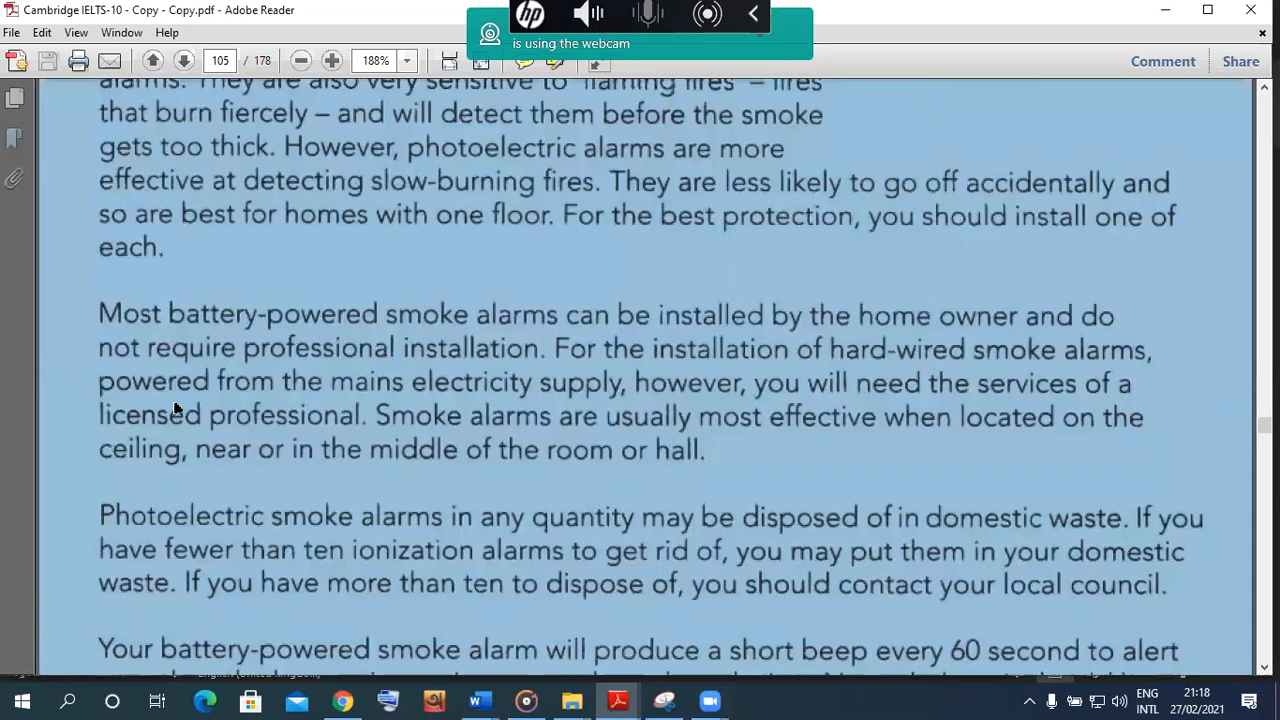 Cambridge IELTS-10 - Copy - Copy.pdf - Adobe Reader
hp
File Edit View Window Help
is using the webcam
105 / 178 188% Comment Share
alarms. They are also very sensitive to 'flaming fires' – fires
that burn fiercely – and will detect them before the smoke
gets too thick. However, photoelectric alarms are more
effective at detecting slow-burning fires. They are less likely to go off accidentally and
so are best for homes with one floor. For the best protection, you should install one of
each.
Most battery-powered smoke alarms can be installed by the home owner and do
not require professional installation. For the installation of hard-wired smoke alarms,
powered from the mains electricity supply, however, you will need the services of a
licensed professional. Smoke alarms are usually most effective when located on the
ceiling, near or in the middle of the room or hall.
Photoelectric smoke alarms in any quantity may be disposed of in domestic waste. If you
have fewer than ten ionization alarms to get rid of, you may put them in your domestic
waste. If you have more than ten to dispose of, you should contact your local council.
Your battery-powered smoke alarm will produce a short beep every 60 second to alert
English (United Kingdom)
ENG 21:18
INTL 27/02/2021